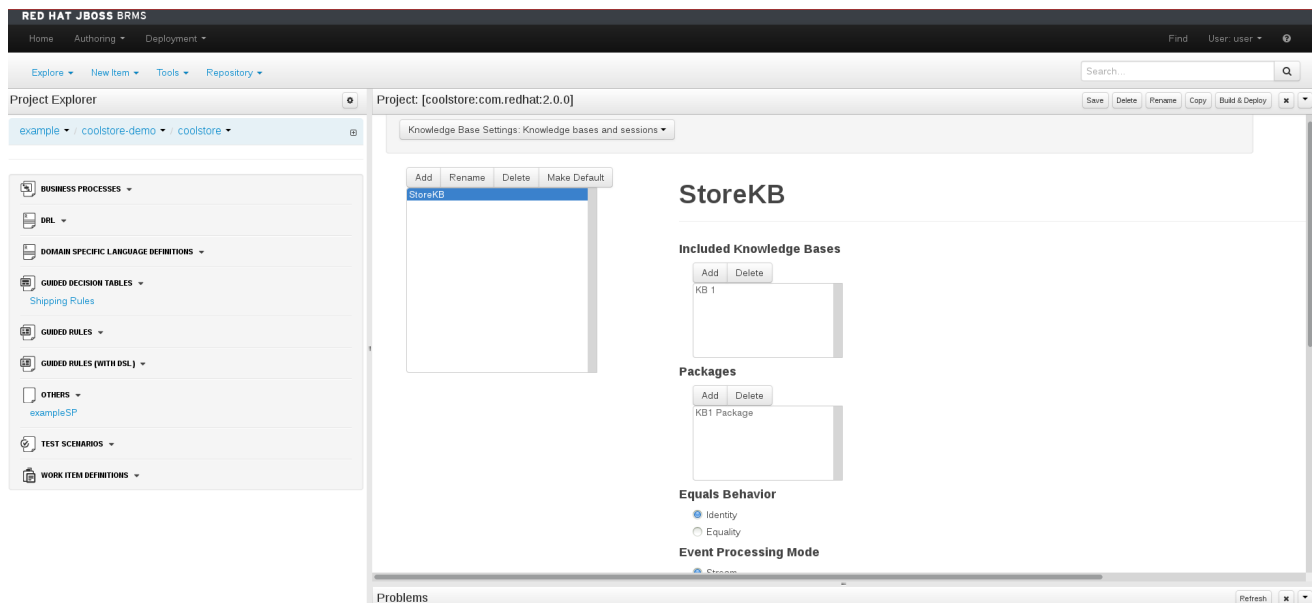 RED HAT JBOSS BRMS
Home Authoring Deployment Find User: user
Explore New Item Tools Repository Search...
Project Explorer
example / coolstore-demo / coolstore
BUSINESS PROCESSES
DRL
DOMAIN SPECIFIC LANGUAGE DEFINITIONS
GUIDED DECISION TABLES
Shipping Rules
GUIDED RULES
GUIDED RULES (WITH DSL)
OTHERS
exampleSP
TEST SCENARIOS
WORK ITEM DEFINITIONS
Project: [coolstore:com.redhat:2.0.0] Save Delete Rename Copy Build & Deploy
Knowledge Base Settings: Knowledge bases and sessions
Add Rename Delete Make Default
StoreKB
StoreKB
Included Knowledge Bases
Add Delete
KB 1
Packages
Add Delete
KB1 Package
Equals Behavior
Identity
Equality
Event Processing Mode
Stream
Problems Refresh